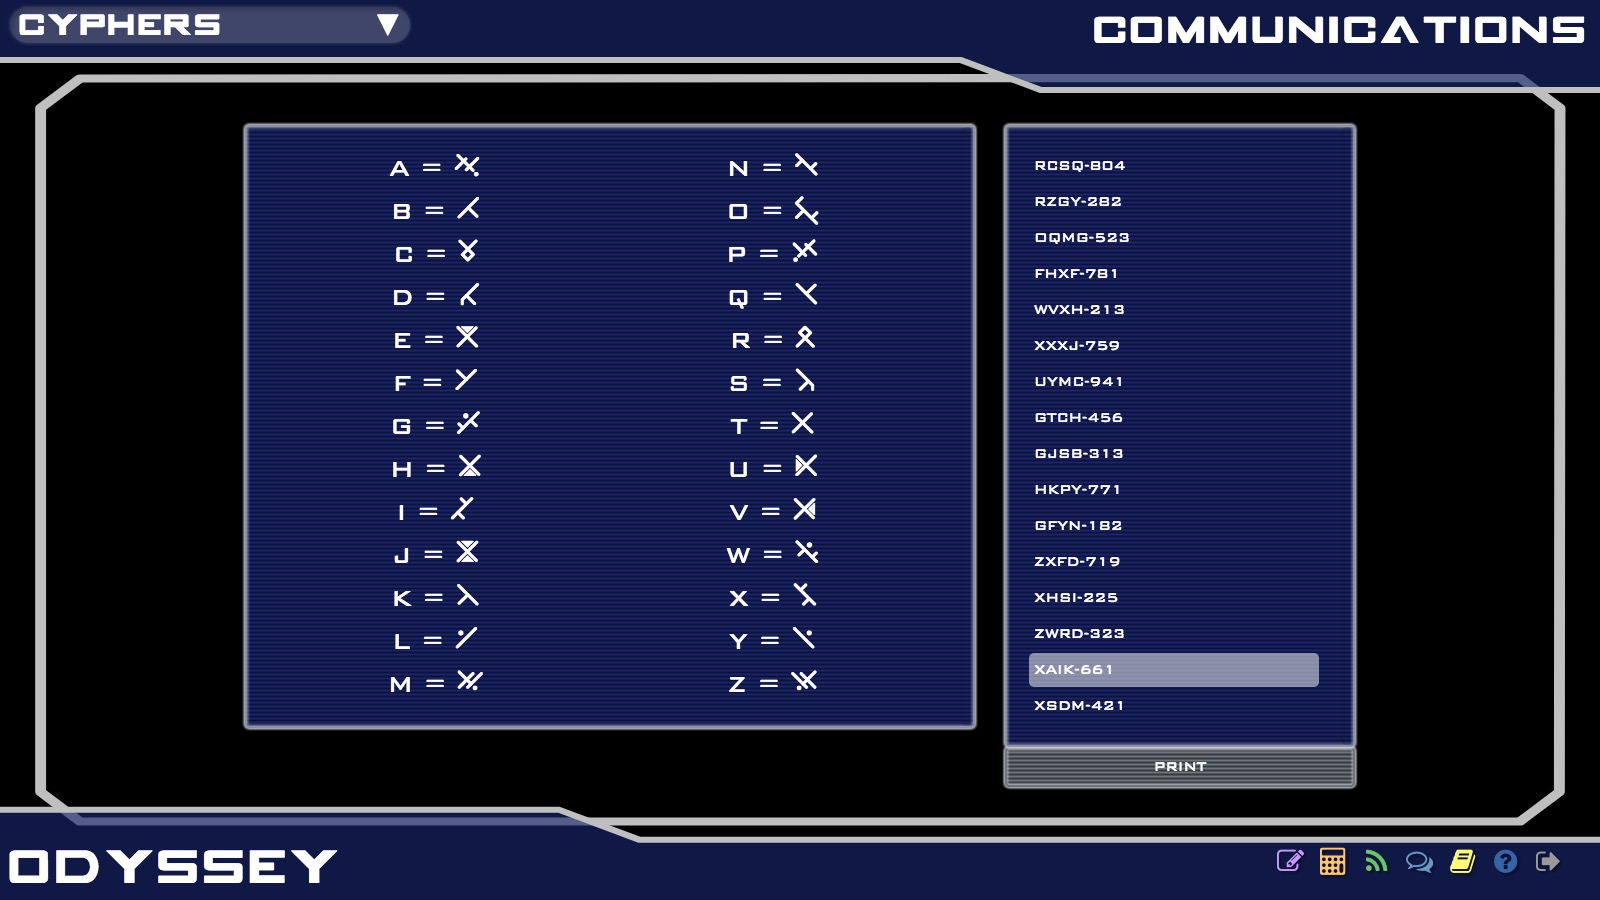 CYPHERS ▼
COMMUNICATIONS
A =
B =
C =
D =
E =
F =
G =
H =
I =
J =
K =
L =
M =
N =
O =
P =
Q =
R =
S =
T =
U =
V =
W =
X =
Y =
Z =
RCSQ-804
RZGY-282
OQMG-523
FHXF-781
WVXH-213
XXXJ-759
UYMC-941
GTCH-456
GJSB-313
HKPY-771
GFYN-182
ZXFD-719
XHSI-225
ZWRD-323
XAIK-661
XSDM-421
PRINT
ODYSSEY
?